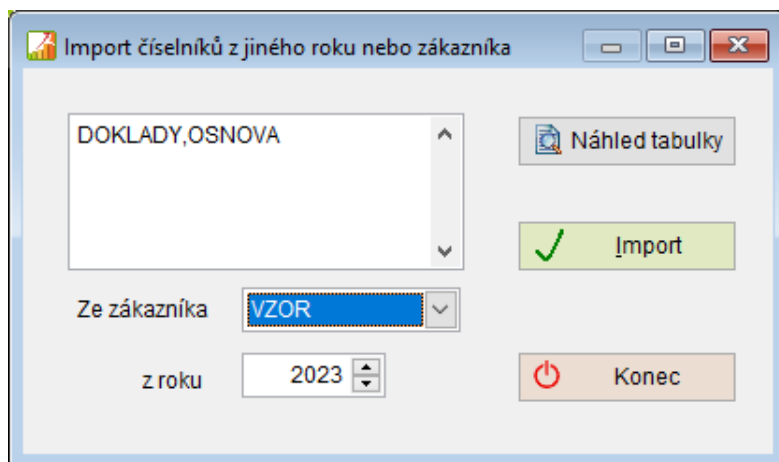 Import číselníků z jiného roku nebo zákazníka
DOKLADY,OSNOVA
Náhled tabulky
Import
Ze zákazníka VZOR
z roku 2023
Konec